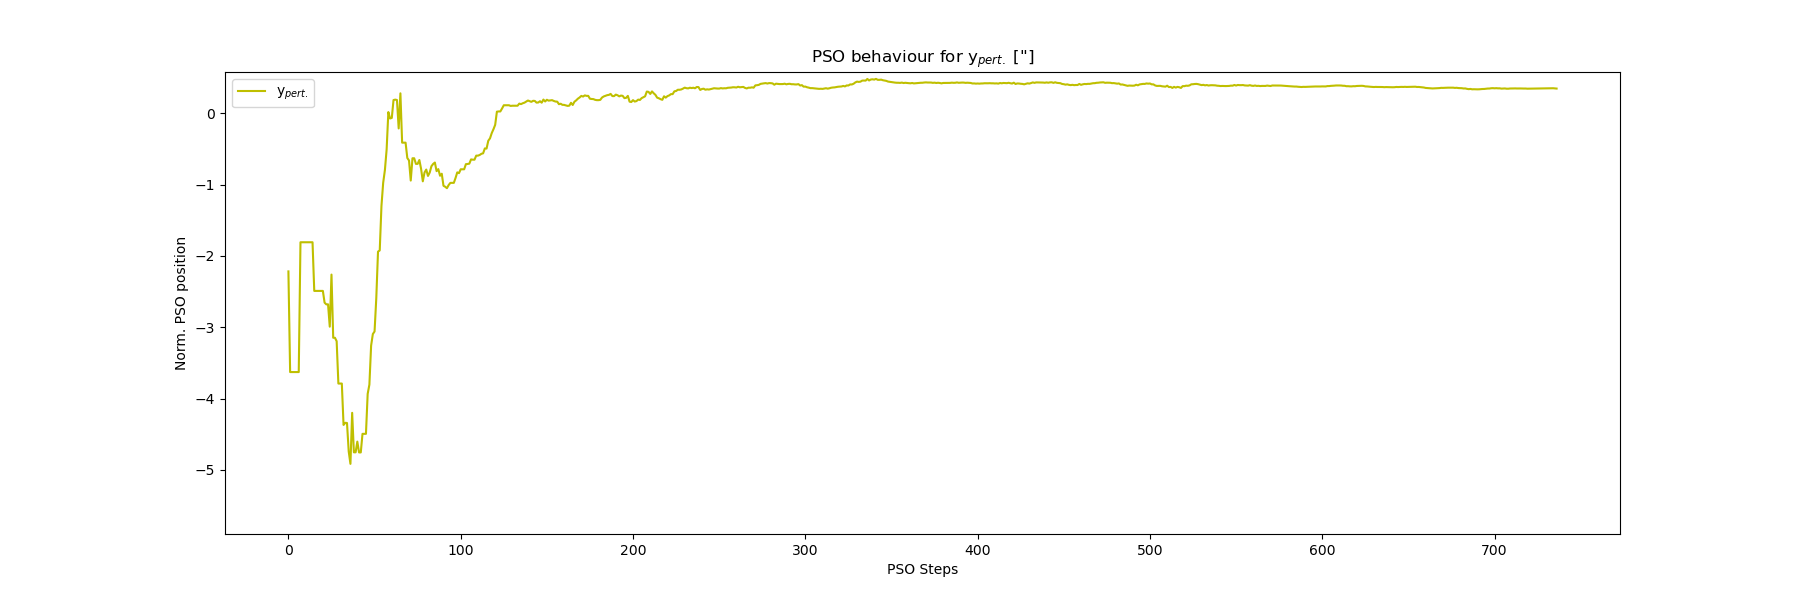 PSO behaviour for y_pert. ["]
y_pert.
Norm. PSO position
0
−1
−2
−3
−4
−5
0 100 200 300 400 500 600 700
PSO Steps